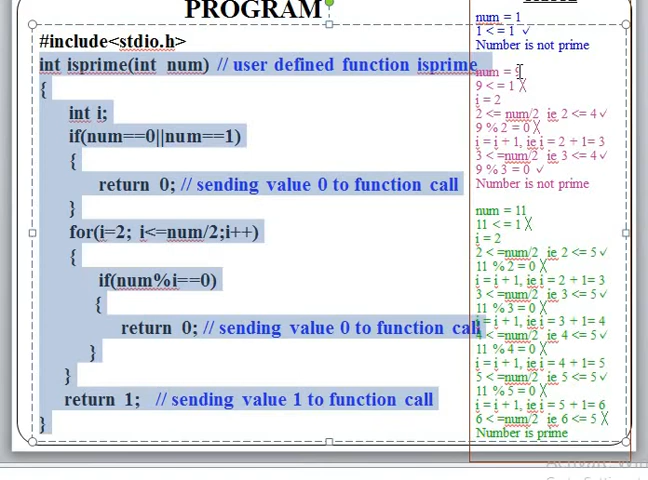 PROGRAM
#include<stdio.h>
int isprime(int num) // user defined function isprime
{
int i;
if(num==0||num==1)
{
return 0; // sending value 0 to function call
}
for(i=2; i<=num/2;i++)
{
if(num%i==0)
{
return 0; // sending value 0 to function call
}
}
return 1; // sending value 1 to function call
}
num = 1
1 < = 1 ✓
Number is not prime
num = 9
9 < = 1 X
i = 2
2 <= num/2 ie 2 <= 4 ✓
9 % 2 = 0 X
i = i + 1, ie i = 2 + 1= 3
3 < =num/2 ie 3 <= 4 ✓
9 % 3 = 0 ✓
Number is not prime
num = 11
11 < = 1 X
i = 2
2 < =num/2 ie 2 <= 5 ✓
11 % 2 = 0 X
i = i + 1, ie i = 2 + 1= 3
3 < =num/2 ie 3 <= 5 ✓
11 % 3 = 0 X
i = i + 1, ie i = 3 + 1= 4
4 < =num/2 ie 4 <= 5 ✓
11 % 4 = 0 X
i = i + 1, ie i = 4 + 1= 5
5 < =num/2 ie 5 <= 5 ✓
11 % 5 = 0 X
i = i + 1, ie i = 5 + 1= 6
6 < =num/2 ie 6 <= 5 X
Number is prime